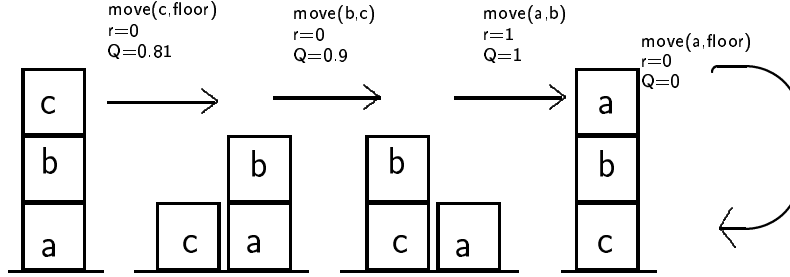 move(c,floor)
r=0
Q=0.81
move(b,c)
r=0
Q=0.9
move(a,b)
r=1
Q=1
move(a,floor)
r=0
Q=0
c
b
a
b
c a
b
c a
a
b
c